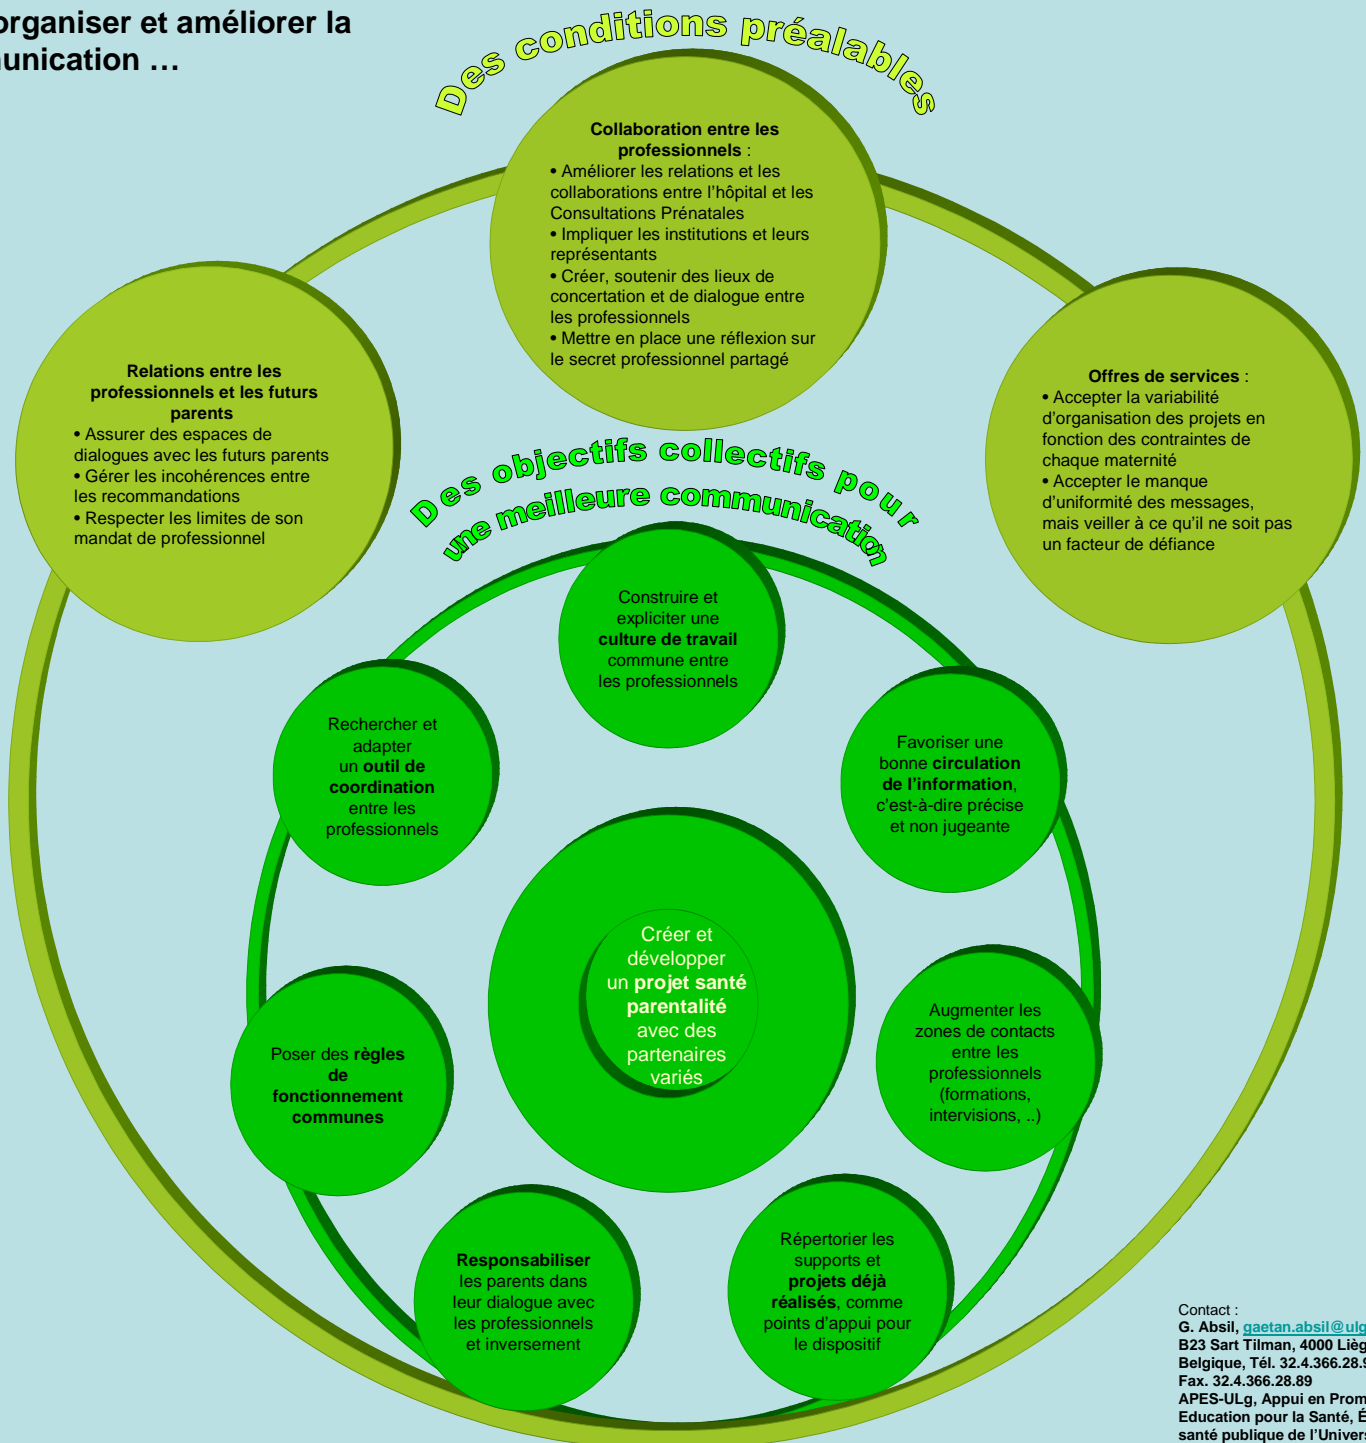 organiser et améliorer la
unication …
Des conditions préalables
Collaboration entre les
professionnels :
• Améliorer les relations et les
collaborations entre l’hôpital et les
Consultations Prénatales
• Impliquer les institutions et leurs
représentants
• Créer, soutenir des lieux de
concertation et de dialogue entre
les professionnels
• Mettre en place une réflexion sur
le secret professionnel partagé
Relations entre les
professionnels et les futurs
parents
• Assurer des espaces de
dialogues avec les futurs parents
• Gérer les incohérences entre
les recommandations
• Respecter les limites de son
mandat de professionnel
Offres de services :
• Accepter la variabilité
d’organisation des projets en
fonction des contraintes de
chaque maternité
• Accepter le manque
d’uniformité des messages,
mais veiller à ce qu’il ne soit pas
un facteur de défiance
Des objectifs collectifs pour
une meilleure communication
Construire et
expliciter une
culture de travail
commune entre
les professionnels
Rechercher et
adapter
un outil de
coordination
entre les
professionnels
Favoriser une
bonne circulation
de l’information,
c’est-à-dire précise
et non jugeante
Créer et
développer
un projet santé
parentalité
avec des
partenaires
variés
Augmenter les
zones de contacts
entre les
professionnels
(formations,
intervisions, ..)
Poser des règles
de
fonctionnement
communes
Responsabiliser
les parents dans
leur dialogue avec
les professionnels
et inversement
Répertorier les
supports et
projets déjà
réalisés, comme
points d’appui pour
le dispositif
Contact :
G. Absil, gaetan.absil@ulg
B23 Sart Tilman, 4000 Lièg
Belgique, Tél. 32.4.366.28.9
Fax. 32.4.366.28.89
APES-ULg, Appui en Prom
Education pour la Santé, É
santé publique de l’Univers